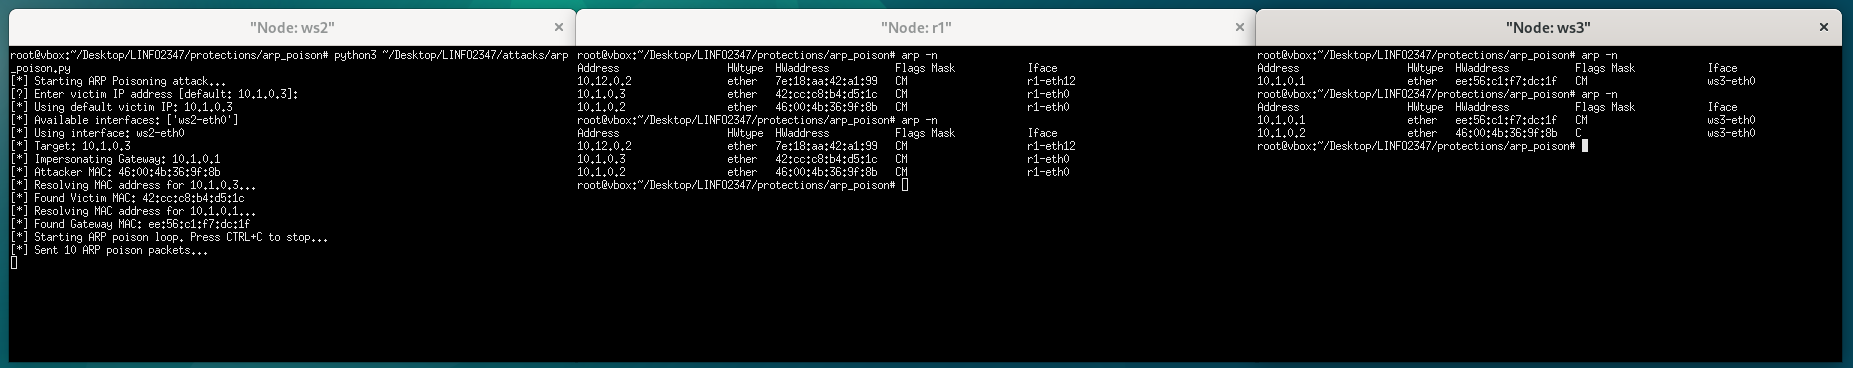 "Node: ws2"
root@vbox:~/Desktop/LINFO2347/protections/arp_poison# python3 ~/Desktop/LINFO2347/attacks/arp
_poison.py
[*] Starting ARP Poisoning attack...
[?] Enter victim IP address [default: 10.1.0.3]:
[*] Using default victim IP: 10.1.0.3
[*] Available interfaces: ['ws2-eth0']
[*] Using interface: ws2-eth0
[*] Target: 10.1.0.3
[*] Impersonating Gateway: 10.1.0.1
[*] Attacker MAC: 46:00:4b:36:9f:8b
[*] Resolving MAC address for 10.1.0.3...
[*] Found Victim MAC: 42:cc:c8:b4:d5:1c
[*] Resolving MAC address for 10.1.0.1...
[*] Found Gateway MAC: ee:56:c1:f7:dc:1f
[*] Starting ARP poison loop. Press CTRL+C to stop...
[*] Sent 10 ARP poison packets...
"Node: r1"
root@vbox:~/Desktop/LINFO2347/protections/arp_poison# arp -n
Address HWtype HWaddress Flags Mask Iface
10.12.0.2 ether 7e:18:aa:42:a1:99 CM r1-eth12
10.1.0.3 ether 42:cc:c8:b4:d5:1c CM r1-eth0
10.1.0.2 ether 46:00:4b:36:9f:8b CM r1-eth0
root@vbox:~/Desktop/LINFO2347/protections/arp_poison# arp -n
Address HWtype HWaddress Flags Mask Iface
10.12.0.2 ether 7e:18:aa:42:a1:99 CM r1-eth12
10.1.0.3 ether 42:cc:c8:b4:d5:1c CM r1-eth0
10.1.0.2 ether 46:00:4b:36:9f:8b CM r1-eth0
root@vbox:~/Desktop/LINFO2347/protections/arp_poison#
"Node: ws3"
root@vbox:~/Desktop/LINFO2347/protections/arp_poison# arp -n
Address HWtype HWaddress Flags Mask Iface
10.1.0.1 ether ee:56:c1:f7:dc:1f CM ws3-eth0
root@vbox:~/Desktop/LINFO2347/protections/arp_poison# arp -n
Address HWtype HWaddress Flags Mask Iface
10.1.0.1 ether ee:56:c1:f7:dc:1f CM ws3-eth0
10.1.0.2 ether 46:00:4b:36:9f:8b C ws3-eth0
root@vbox:~/Desktop/LINFO2347/protections/arp_poison#